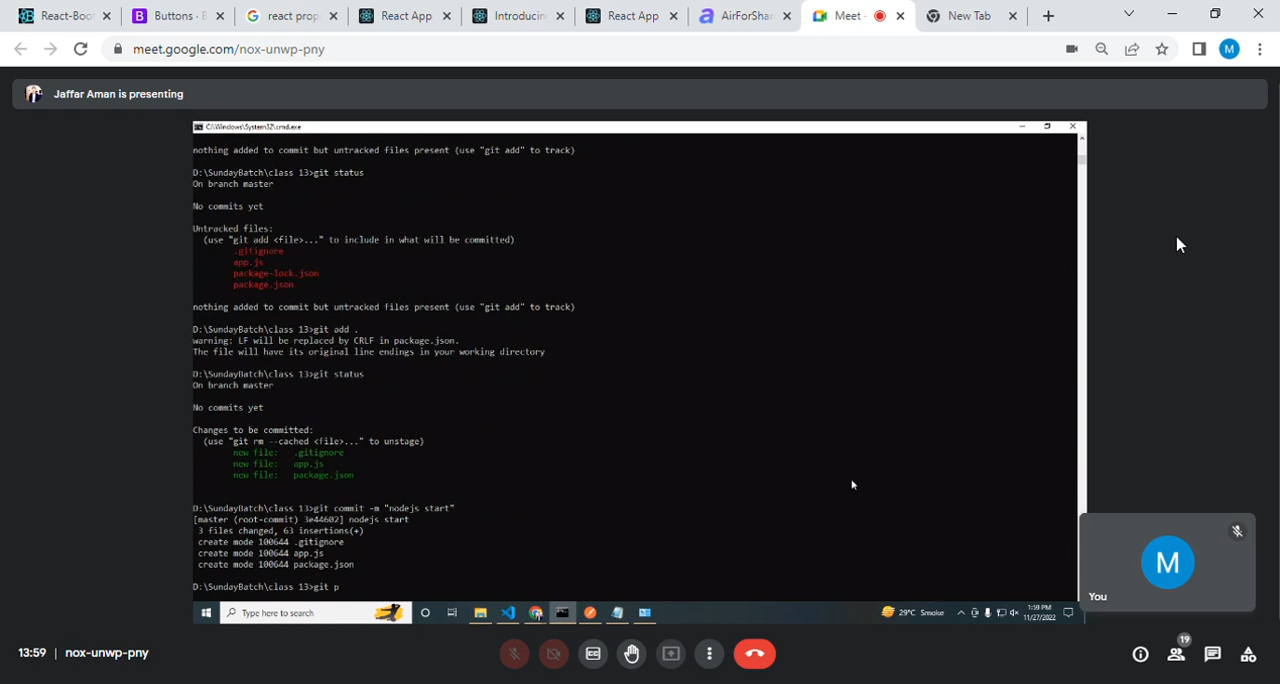 React-Boot
Buttons · B
react prop
React App
Introducin
React App
AirForShar
Meet -
New Tab
meet.google.com/nox-unwp-pny
M
Jaffar Aman is presenting
C:\Windows\System32\cmd.exe
nothing added to commit but untracked files present (use "git add" to track)
D:\SundayBatch\class 13>git status
On branch master
No commits yet
Untracked files:
(use "git add <file>..." to include in what will be committed)
.gitignore
app.js
package-lock.json
package.json
nothing added to commit but untracked files present (use "git add" to track)
D:\SundayBatch\class 13>git add .
warning: LF will be replaced by CRLF in package.json.
The file will have its original line endings in your working directory
D:\SundayBatch\class 13>git status
On branch master
No commits yet
Changes to be committed:
(use "git rm --cached <file>..." to unstage)
new file: .gitignore
new file: app.js
new file: package.json
D:\SundayBatch\class 13>git commit -m "nodejs start"
[master (root-commit) 3e44602] nodejs start
3 files changed, 63 insertions(+)
create mode 100644 .gitignore
create mode 100644 app.js
create mode 100644 package.json
D:\SundayBatch\class 13>git p
M
You
Type here to search
29°C Smoke
1:59 PM
11/27/2022
13:59 | nox-unwp-pny
19